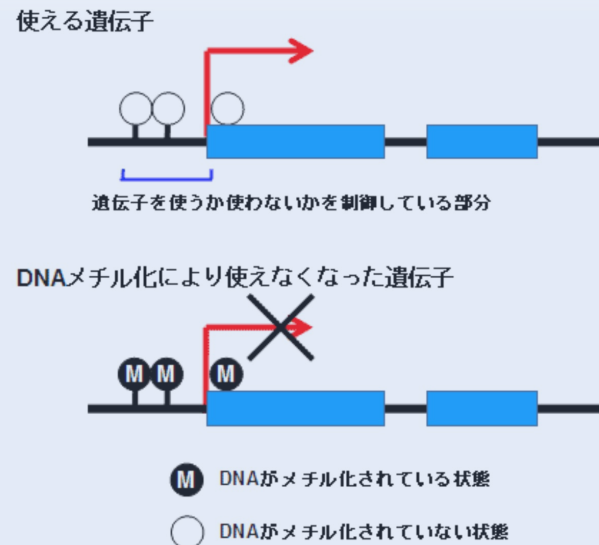 使える遺伝子
遺伝子を使うか使わないかを制御している部分
DNAメチル化により使えなくなった遺伝子
M M M
M DNAがメチル化されている状態
DNAがメチル化されていない状態